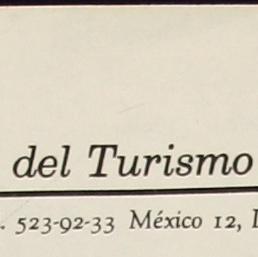 del Turismo
. 523-92-33 México 12,